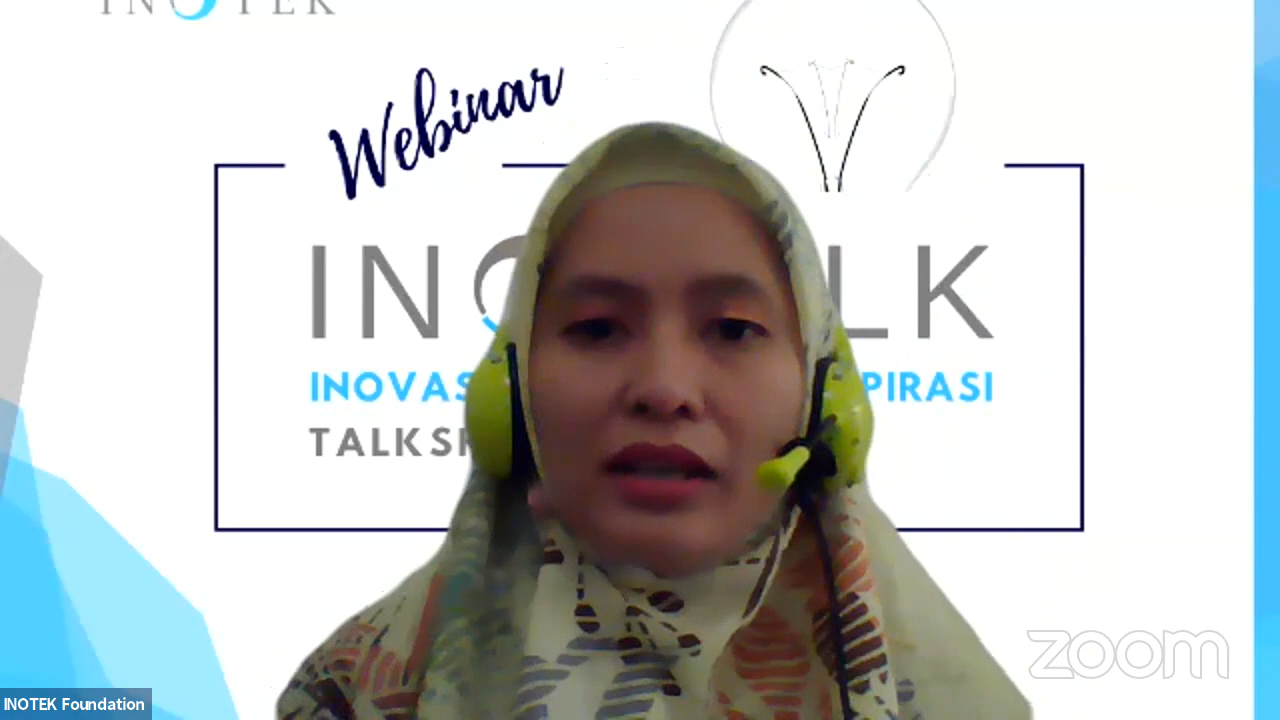 INOTEK
Webinar
IN LK
INOVAS PIRASI
TALKS
zoom
INOTEK Foundation